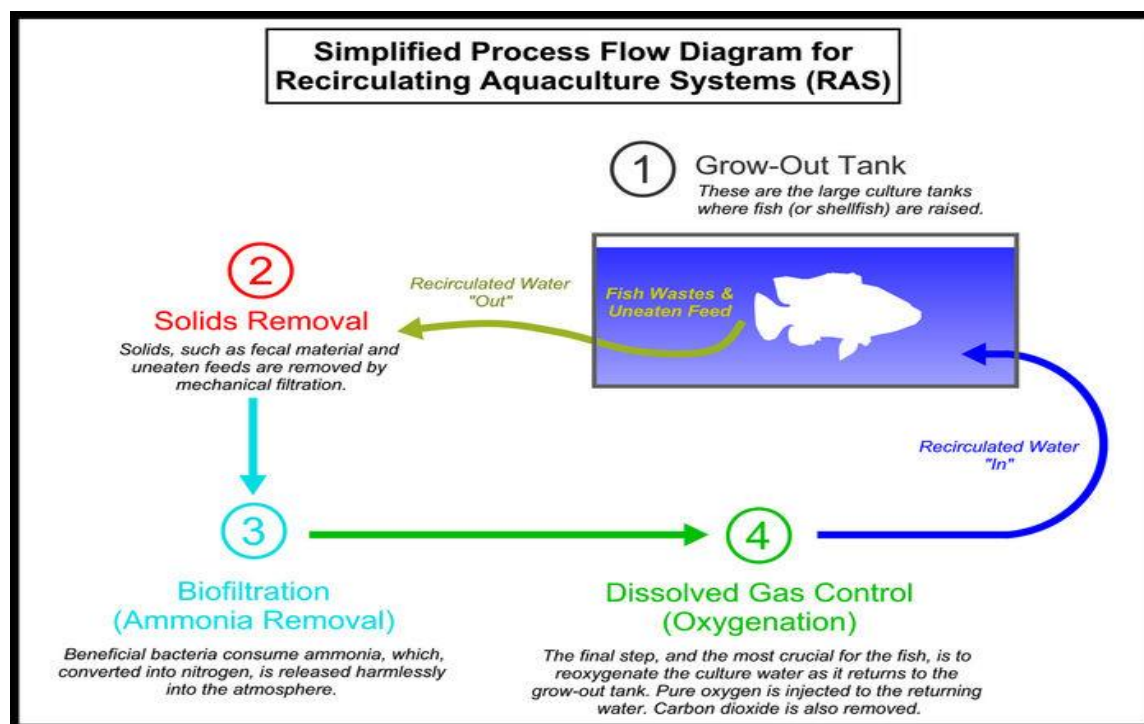 Simplified Process Flow Diagram for
Recirculating Aquaculture Systems (RAS)
1
Grow-Out Tank
These are the large culture tanks
where fish (or shellfish) are raised.
2
Solids Removal
Solids, such as fecal material and
uneaten feeds are removed by
mechanical filtration.
Recirculated Water
"Out"
Fish Wastes &
Uneaten Feed
Recirculated Water
"In"
3
Biofiltration
(Ammonia Removal)
Beneficial bacteria consume ammonia, which,
converted into nitrogen, is released harmlessly
into the atmosphere.
4
Dissolved Gas Control
(Oxygenation)
The final step, and the most crucial for the fish, is to
reoxygenate the culture water as it returns to the
grow-out tank. Pure oxygen is injected to the returning
water. Carbon dioxide is also removed.